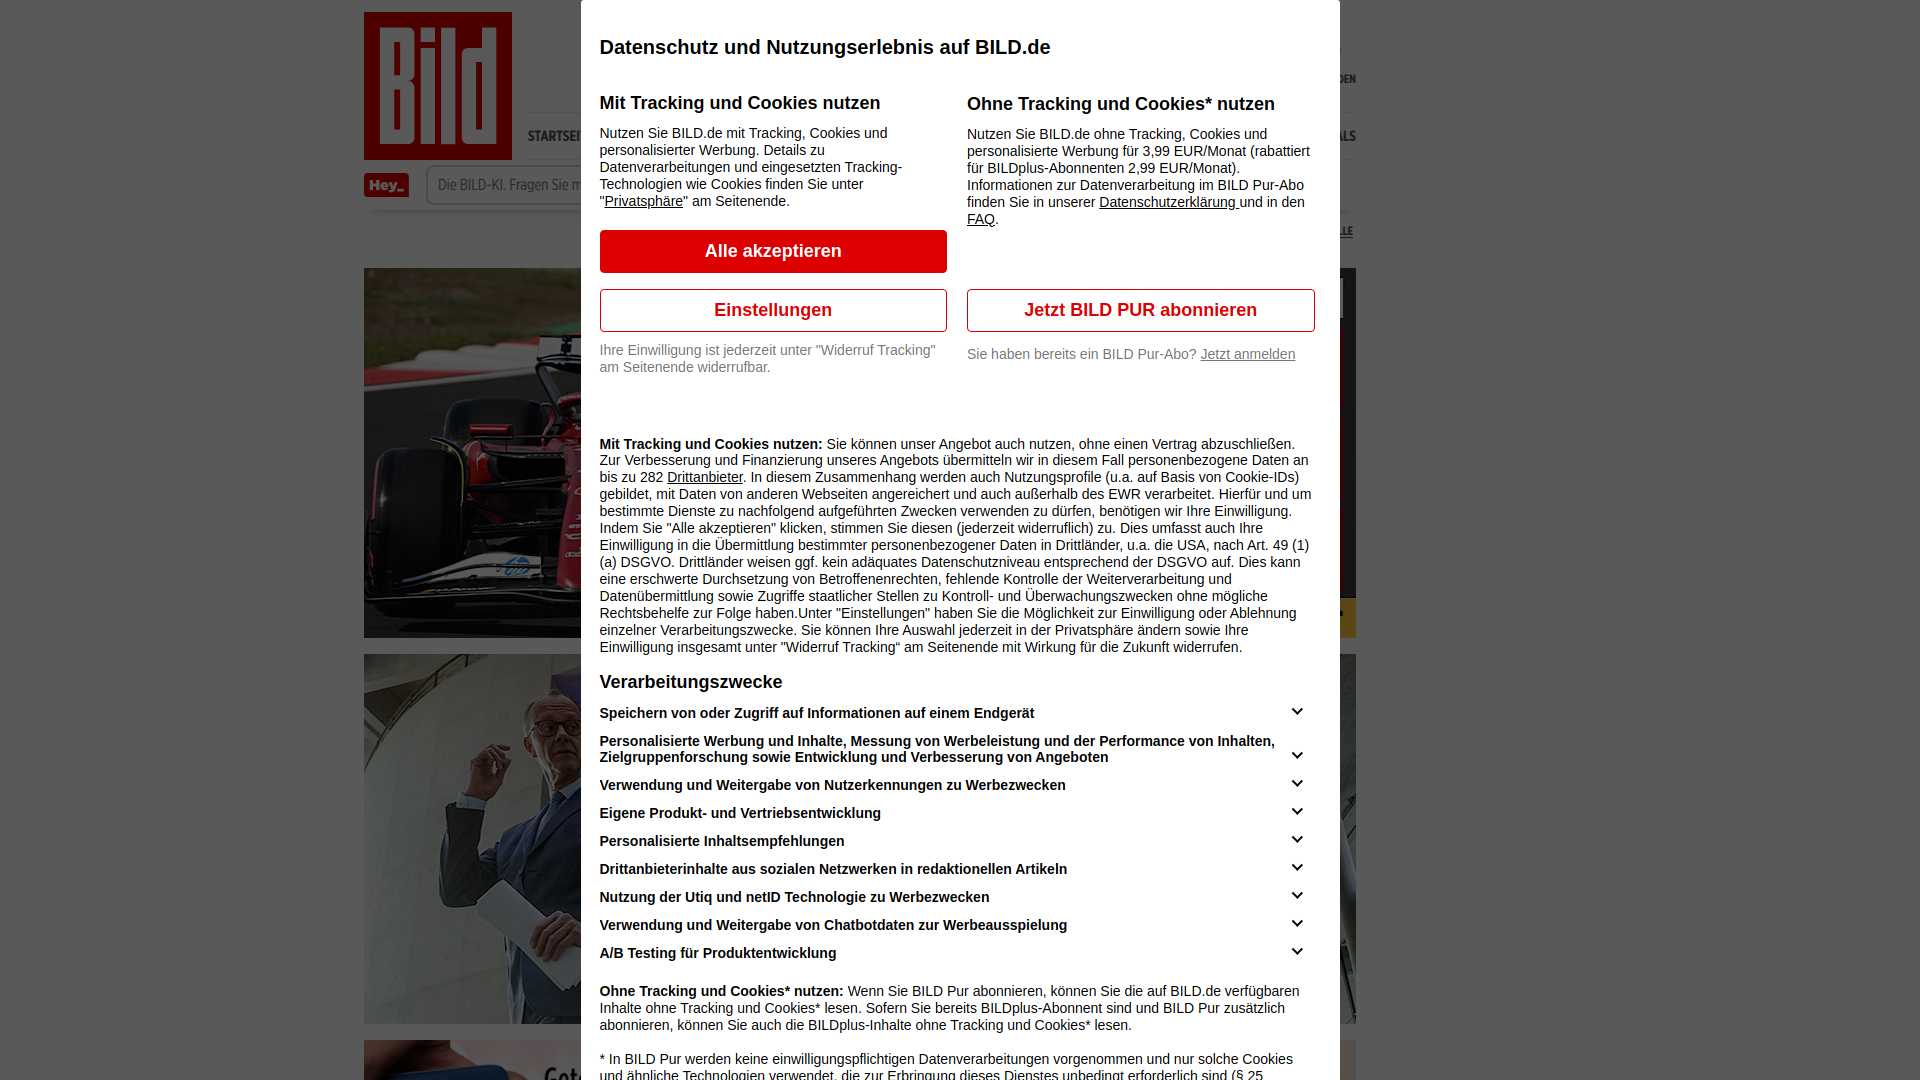 Bild
DEN
STARTSEI
ALS
Hey_
Die BILD-KI. Fragen Sie m
LLE
Datenschutz und Nutzungserlebnis auf BILD.de
Mit Tracking und Cookies nutzen
Nutzen Sie BILD.de mit Tracking, Cookies und
personalisierter Werbung. Details zu
Datenverarbeitungen und eingesetzten Tracking-
Technologien wie Cookies finden Sie unter
"Privatsphäre" am Seitenende.
Alle akzeptieren
Einstellungen
Ihre Einwilligung ist jederzeit unter "Widerruf Tracking"
am Seitenende widerrufbar.
Ohne Tracking und Cookies* nutzen
Nutzen Sie BILD.de ohne Tracking, Cookies und
personalisierte Werbung für 3,99 EUR/Monat (rabattiert
für BILDplus-Abonnenten 2,99 EUR/Monat).
Informationen zur Datenverarbeitung im BILD Pur-Abo
finden Sie in unserer Datenschutzerklärung und in den
FAQ.
Jetzt BILD PUR abonnieren
Sie haben bereits ein BILD Pur-Abo? Jetzt anmelden
Mit Tracking und Cookies nutzen: Sie können unser Angebot auch nutzen, ohne einen Vertrag abzuschließen.
Zur Verbesserung und Finanzierung unseres Angebots übermitteln wir in diesem Fall personenbezogene Daten an
bis zu 282 Drittanbieter. In diesem Zusammenhang werden auch Nutzungsprofile (u.a. auf Basis von Cookie-IDs)
gebildet, mit Daten von anderen Webseiten angereichert und auch außerhalb des EWR verarbeitet. Hierfür und um
bestimmte Dienste zu nachfolgend aufgeführten Zwecken verwenden zu dürfen, benötigen wir Ihre Einwilligung.
Indem Sie "Alle akzeptieren" klicken, stimmen Sie diesen (jederzeit widerruflich) zu. Dies umfasst auch Ihre
Einwilligung in die Übermittlung bestimmter personenbezogener Daten in Drittländer, u.a. die USA, nach Art. 49 (1)
(a) DSGVO. Drittländer weisen ggf. kein adäquates Datenschutzniveau entsprechend der DSGVO auf. Dies kann
eine erschwerte Durchsetzung von Betroffenenrechten, fehlende Kontrolle der Weiterverarbeitung und
Datenübermittlung sowie Zugriffe staatlicher Stellen zu Kontroll- und Überwachungszwecken ohne mögliche
Rechtsbehelfe zur Folge haben.Unter "Einstellungen" haben Sie die Möglichkeit zur Einwilligung oder Ablehnung
einzelner Verarbeitungszwecke. Sie können Ihre Auswahl jederzeit in der Privatsphäre ändern sowie Ihre
Einwilligung insgesamt unter "Widerruf Tracking“ am Seitenende mit Wirkung für die Zukunft widerrufen.
Verarbeitungszwecke
Speichern von oder Zugriff auf Informationen auf einem Endgerät
Personalisierte Werbung und Inhalte, Messung von Werbeleistung und der Performance von Inhalten,
Zielgruppenforschung sowie Entwicklung und Verbesserung von Angeboten
Verwendung und Weitergabe von Nutzerkennungen zu Werbezwecken
Eigene Produkt- und Vertriebsentwicklung
Personalisierte Inhaltsempfehlungen
Drittanbieterinhalte aus sozialen Netzwerken in redaktionellen Artikeln
Nutzung der Utiq und netID Technologie zu Werbezwecken
Verwendung und Weitergabe von Chatbotdaten zur Werbeausspielung
A/B Testing für Produktentwicklung
Ohne Tracking und Cookies* nutzen: Wenn Sie BILD Pur abonnieren, können Sie die auf BILD.de verfügbaren
Inhalte ohne Tracking und Cookies* lesen. Sofern Sie bereits BILDplus-Abonnent sind und BILD Pur zusätzlich
abonnieren, können Sie auch die BILDplus-Inhalte ohne Tracking und Cookies* lesen.
* In BILD Pur werden keine einwilligungspflichtigen Datenverarbeitungen vorgenommen und nur solche Cookies
und ähnliche Technologien verwendet, die zur Erbringung dieses Dienstes unbedingt erforderlich sind (§ 25